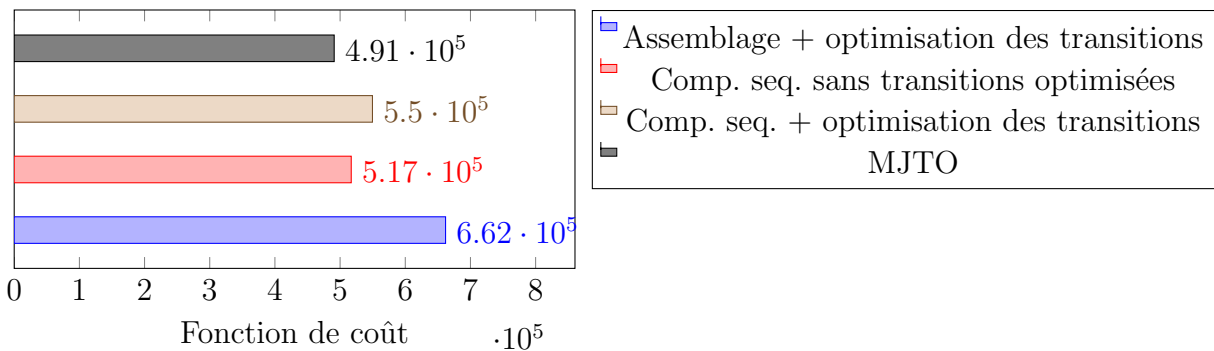 4.91 · 10^5
5.5 · 10^5
5.17 · 10^5
6.62 · 10^5
0 1 2 3 4 5 6 7 8
Fonction de coût
·10^5
Assemblage + optimisation des transitions
Comp. seq. sans transitions optimisées
Comp. seq. + optimisation des transitions
MJTO